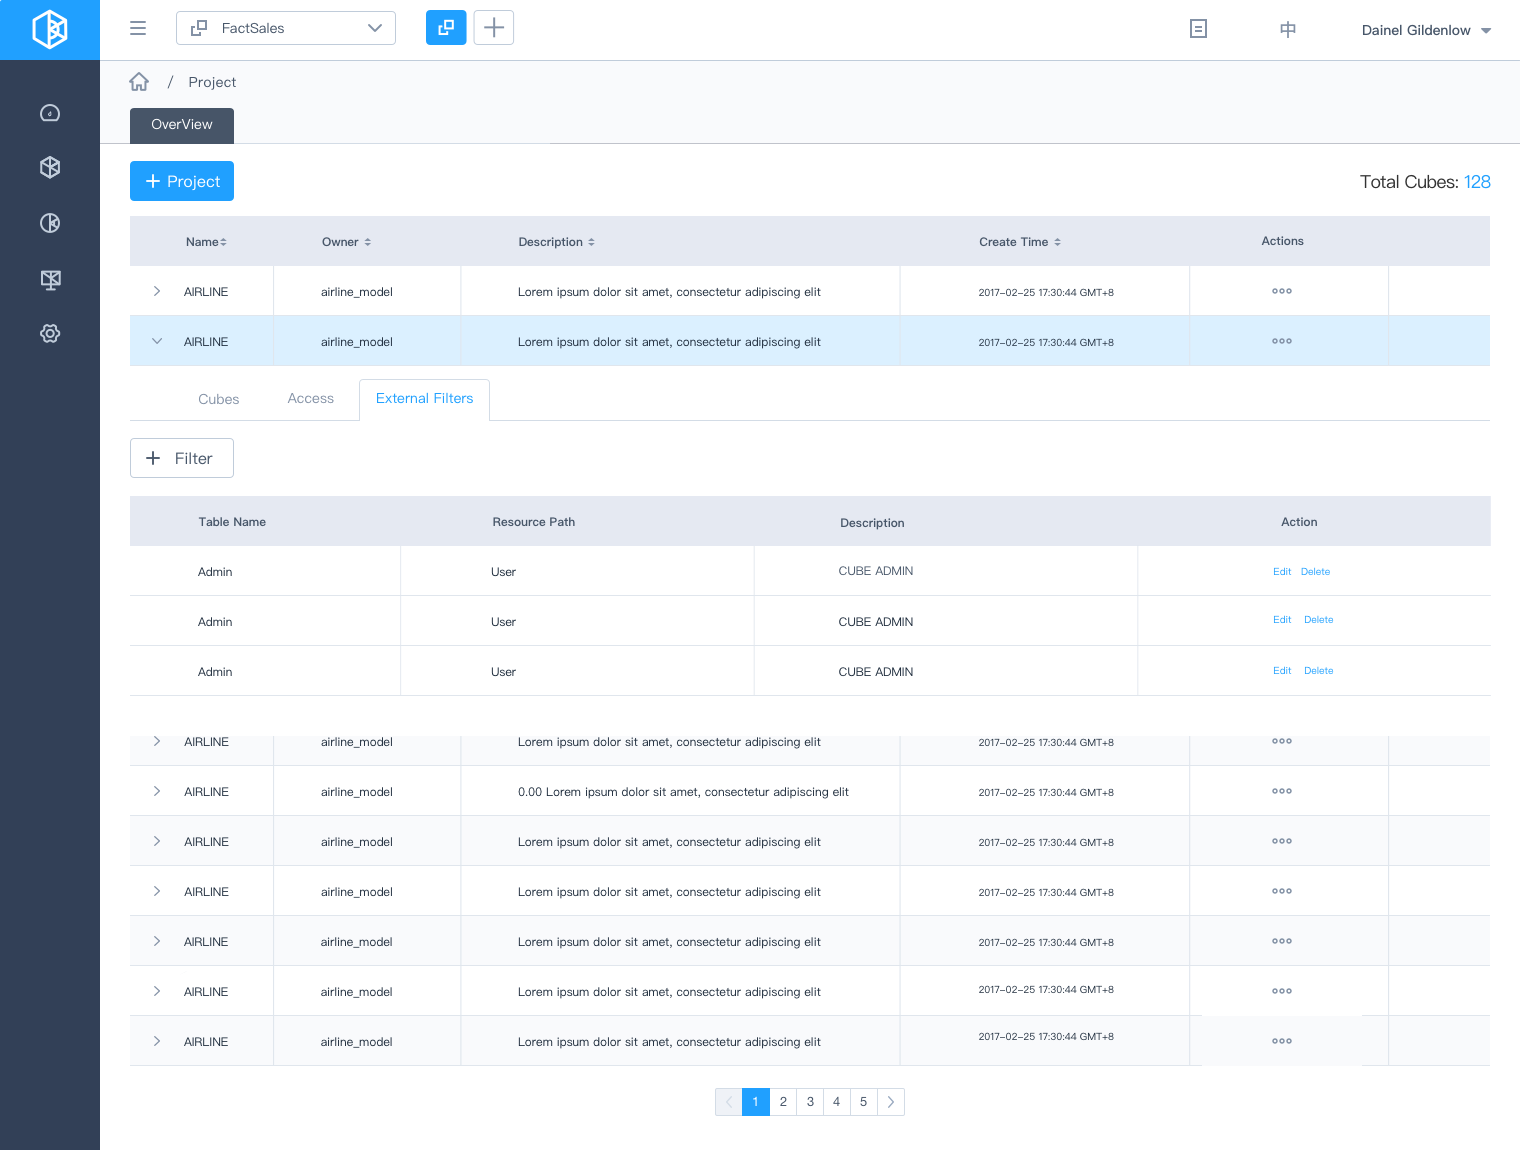 FactSales
中
Dainel Gildenlow
/ Project
OverView
+ Project
Total Cubes: 128
Name Owner Description Create Time Actions
AIRLINE airline_model Lorem ipsum dolor sit amet, consectetur adipiscing elit 2017-02-25 17:30:44 GMT+8
AIRLINE airline_model Lorem ipsum dolor sit amet, consectetur adipiscing elit 2017-02-25 17:30:44 GMT+8
Cubes Access External Filters
+ Filter
Table Name Resource Path Description Action
Admin User CUBE ADMIN Edit Delete
Admin User CUBE ADMIN Edit Delete
Admin User CUBE ADMIN Edit Delete
AIRLINE airline_model Lorem ipsum dolor sit amet, consectetur adipiscing elit 2017-02-25 17:30:44 GMT+8
AIRLINE airline_model 0.00 Lorem ipsum dolor sit amet, consectetur adipiscing elit 2017-02-25 17:30:44 GMT+8
AIRLINE airline_model Lorem ipsum dolor sit amet, consectetur adipiscing elit 2017-02-25 17:30:44 GMT+8
AIRLINE airline_model Lorem ipsum dolor sit amet, consectetur adipiscing elit 2017-02-25 17:30:44 GMT+8
AIRLINE airline_model Lorem ipsum dolor sit amet, consectetur adipiscing elit 2017-02-25 17:30:44 GMT+8
AIRLINE airline_model Lorem ipsum dolor sit amet, consectetur adipiscing elit 2017-02-25 17:30:44 GMT+8
AIRLINE airline_model Lorem ipsum dolor sit amet, consectetur adipiscing elit 2017-02-25 17:30:44 GMT+8
1 2 3 4 5